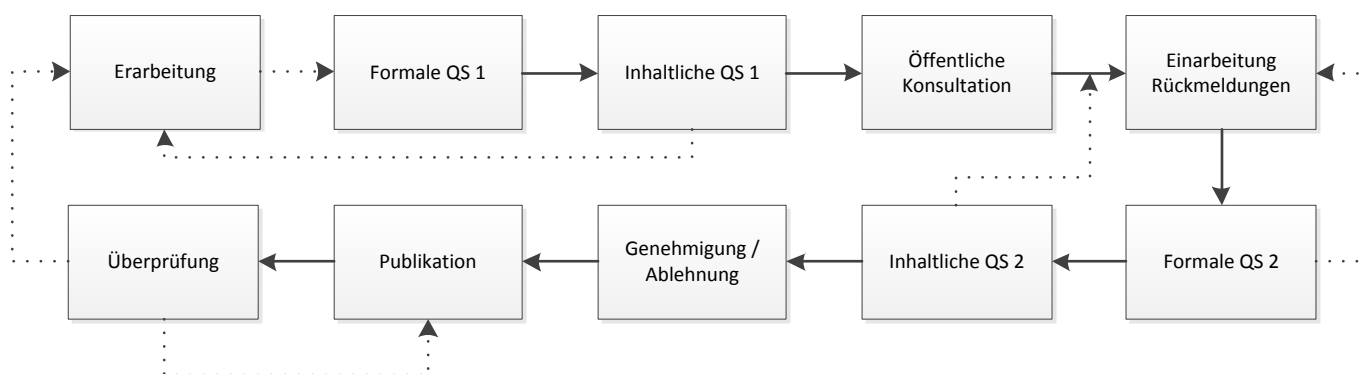 Erarbeitung
Formale QS 1
Inhaltliche QS 1
Öffentliche
Konsultation
Einarbeitung
Rückmeldungen
Überprüfung
Publikation
Genehmigung /
Ablehnung
Inhaltliche QS 2
Formale QS 2